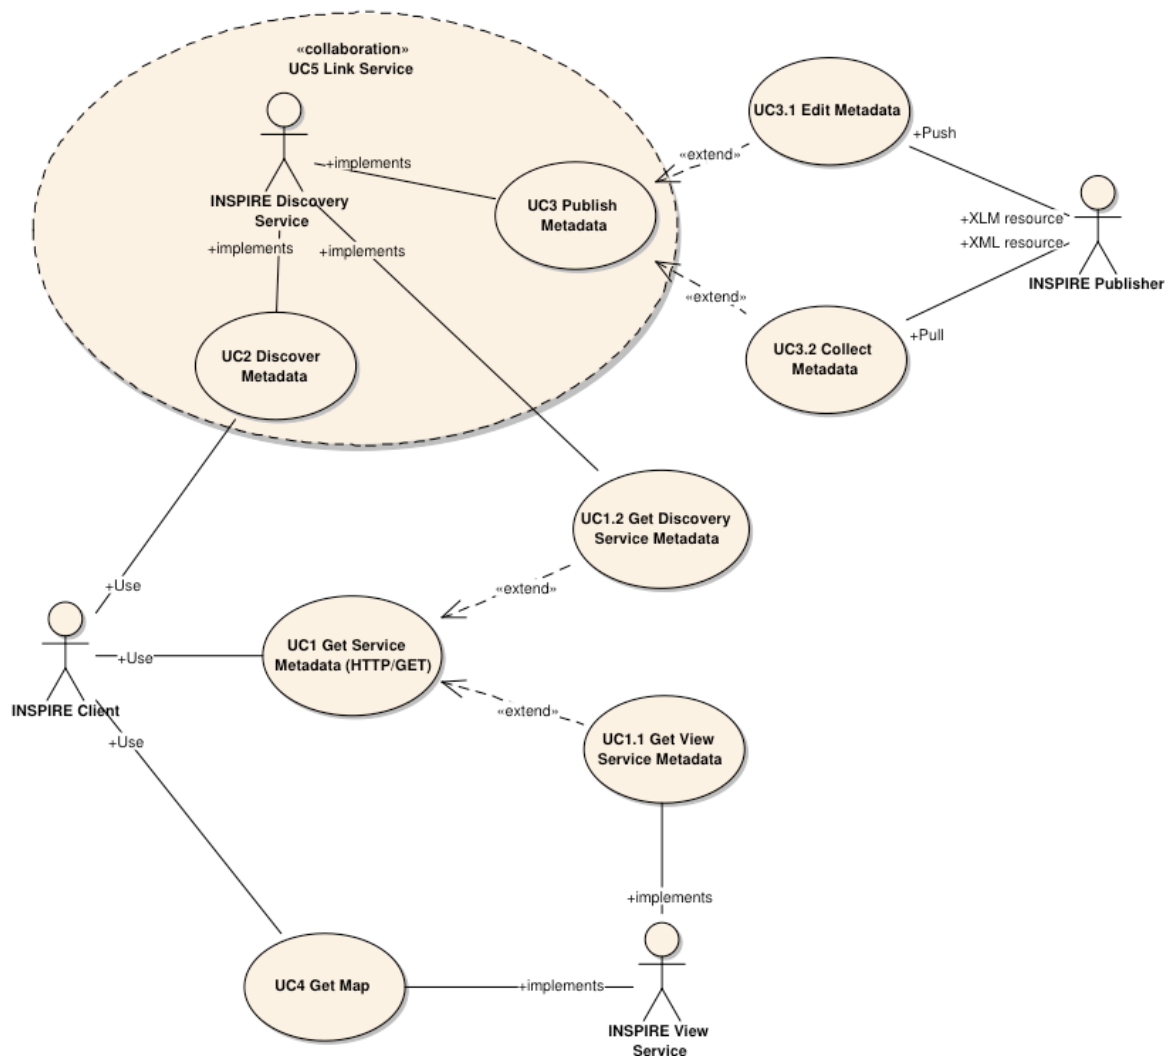 «collaboration»
UC5 Link Service
UC3.1 Edit Metadata
+Push
«extend»
+implements
INSPIRE Discovery
Service
UC3 Publish
Metadata
+XLM resource
+XML resource
INSPIRE Publisher
+implements
+implements
«extend»
+Pull
UC2 Discover
Metadata
UC3.2 Collect
Metadata
UC1.2 Get Discovery
Service Metadata
+Use
«extend»
UC1 Get Service
Metadata (HTTP/GET)
+Use
INSPIRE Client
«extend»
+Use
UC1.1 Get View
Service Metadata
+implements
UC4 Get Map
+implements
INSPIRE View
Service